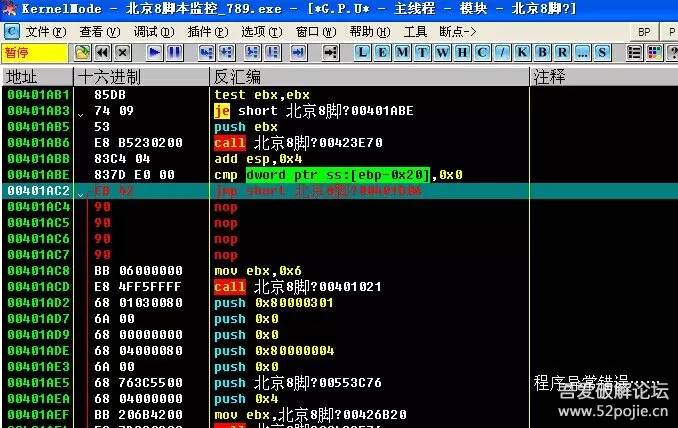 KernelMode - 北京8脚本监控_789.exe - [*G.P.U* - 主线程 - 模块 - 北京8脚?]
C 文件(F) 查看(V) 调试(D) 插件(P) 选项(T) 窗口(W) 帮助(H) 工具 断点-> BP P
暂停 L E M T W H C / K B R ... S
地址 十六进制 反汇编 注释
00401AB1 85DB test ebx,ebx
00401AB3 74 09 je short 北京8脚?00401ABE
00401AB5 53 push ebx
00401AB6 E8 B5230200 call 北京8脚?00423E70
00401ABB 83C4 04 add esp,0x4
00401ABE 837D E0 00 cmp dword ptr ss:[ebp-0x20],0x0
00401AC2 EB 42 jmp short 北京8脚?
00401AC4 90 nop
00401AC5 90 nop
00401AC6 90 nop
00401AC7 90 nop
00401AC8 BB 06000000 mov ebx,0x6
00401ACD E8 4FF5FFFF call 北京8脚?00401021
00401AD2 68 01030080 push 0x80000301
00401AD7 6A 00 push 0x0
00401AD9 68 00000000 push 0x0
00401ADE 68 04000080 push 0x80000004
00401AE3 6A 00 push 0x0
00401AE5 68 763C5500 push 北京8脚?00553C76 程序异常错误....
00401AEA 68 04000000 push 0x4
00401AEF BB 206B4200 mov ebx,北京8脚?00426B20
吾爱破解论坛
www.52pojie.cn